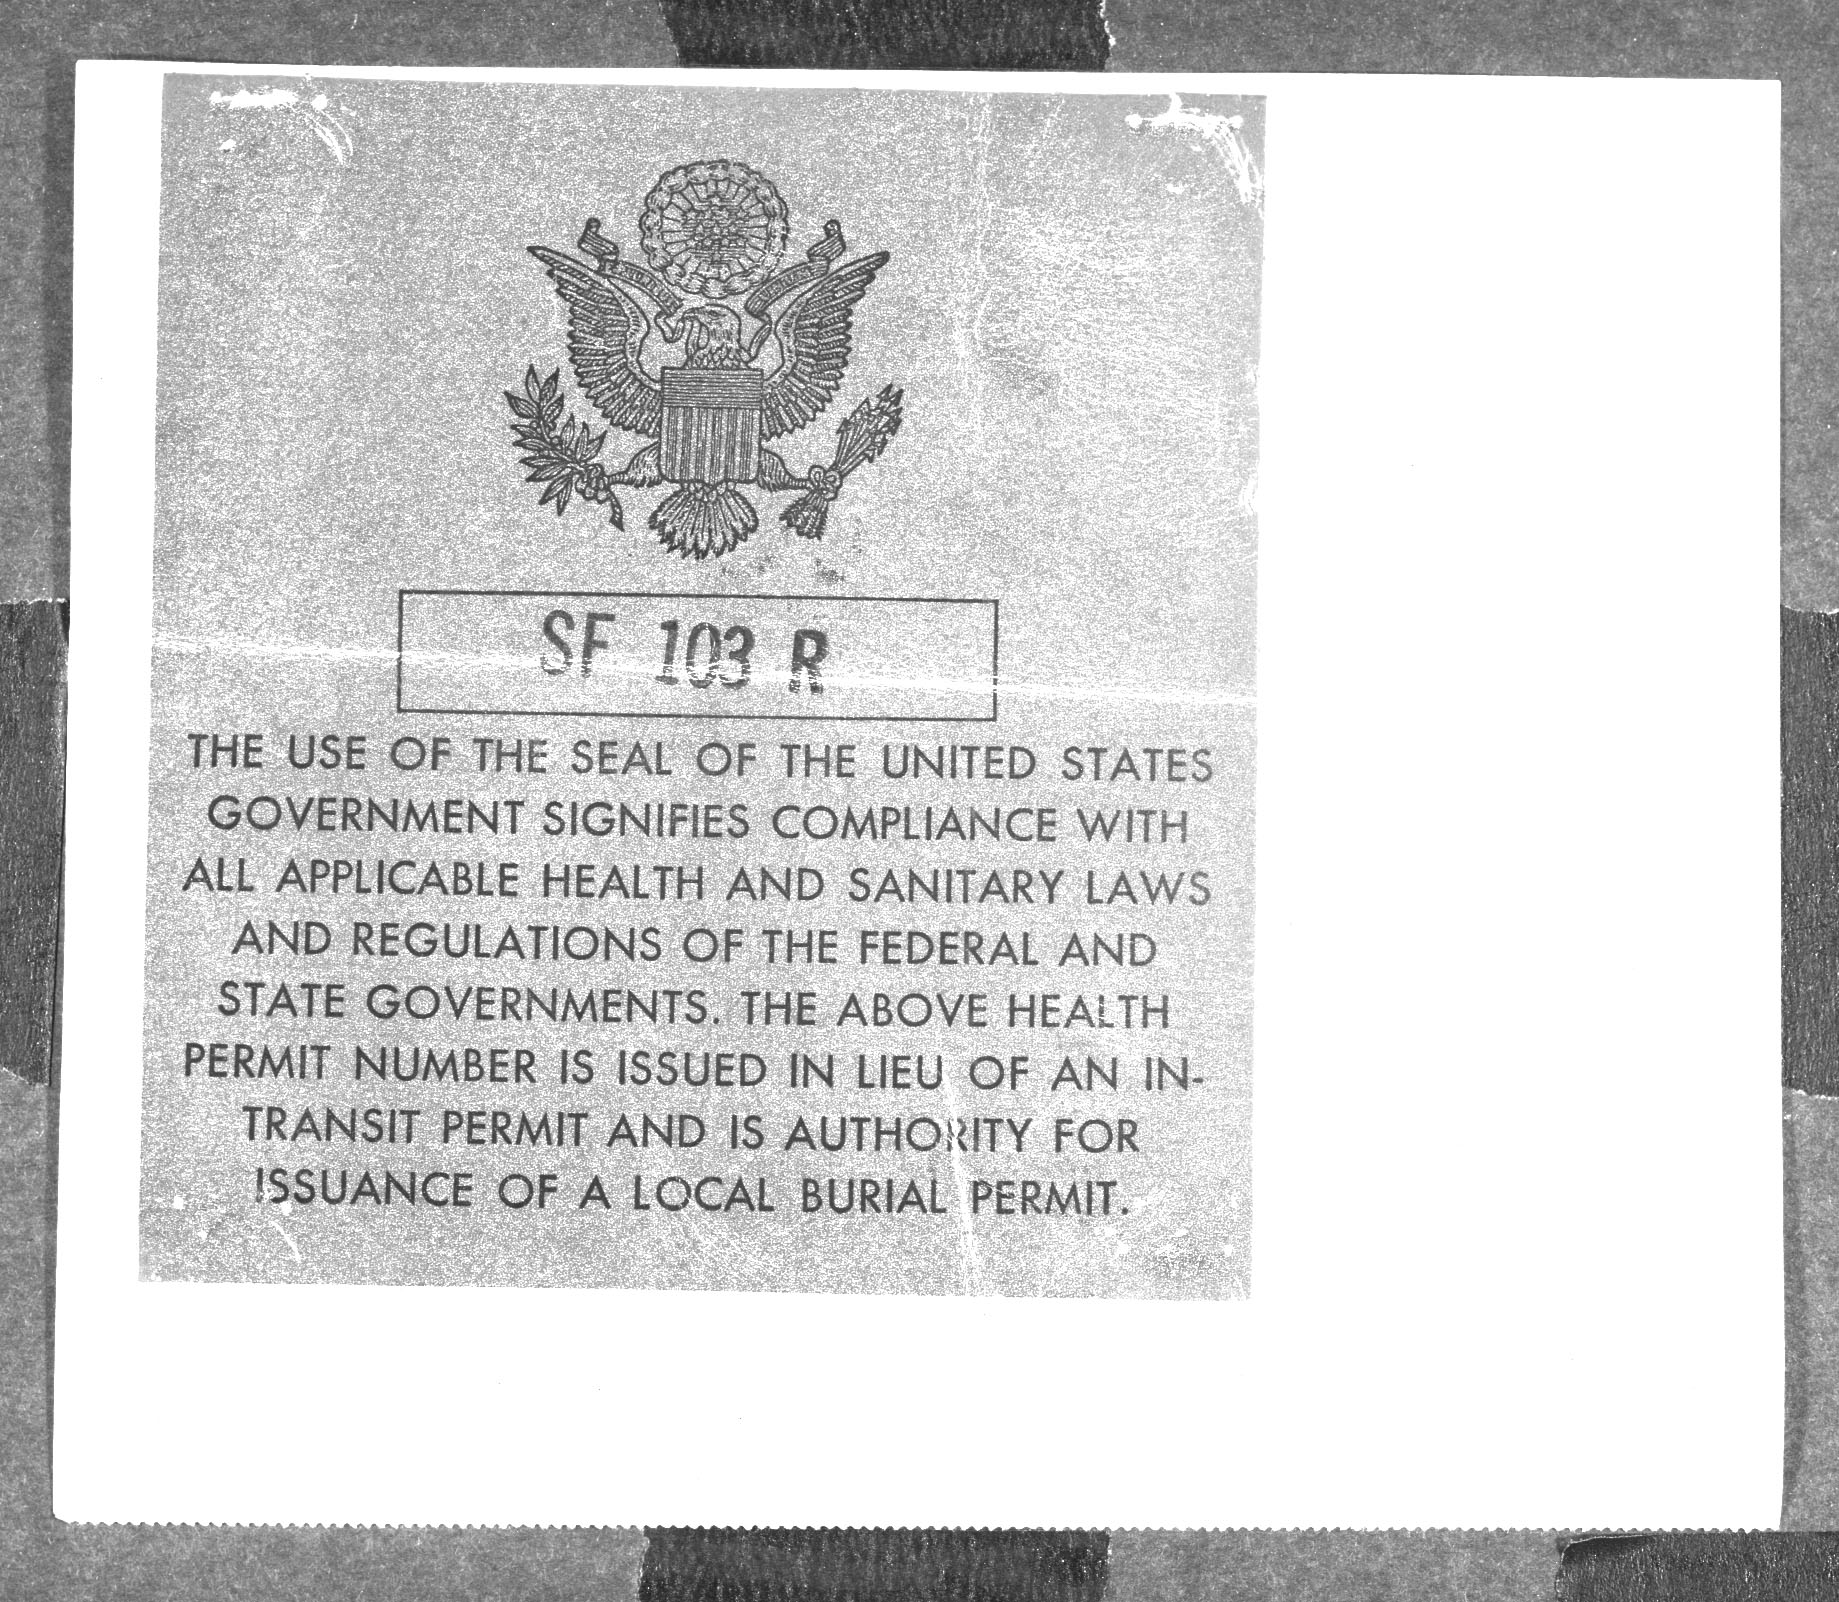 SF 103 R
THE USE OF THE SEAL OF THE UNITED STATES
GOVERNMENT SIGNIFIES COMPLIANCE WITH
ALL APPLICABLE HEALTH AND SANITARY LAWS
AND REGULATIONS OF THE FEDERAL AND
STATE GOVERNMENTS. THE ABOVE HEALTH
PERMIT NUMBER IS ISSUED IN LIEU OF AN IN-
TRANSIT PERMIT AND IS AUTHORITY FOR
ISSUANCE OF A LOCAL BURIAL PERMIT.